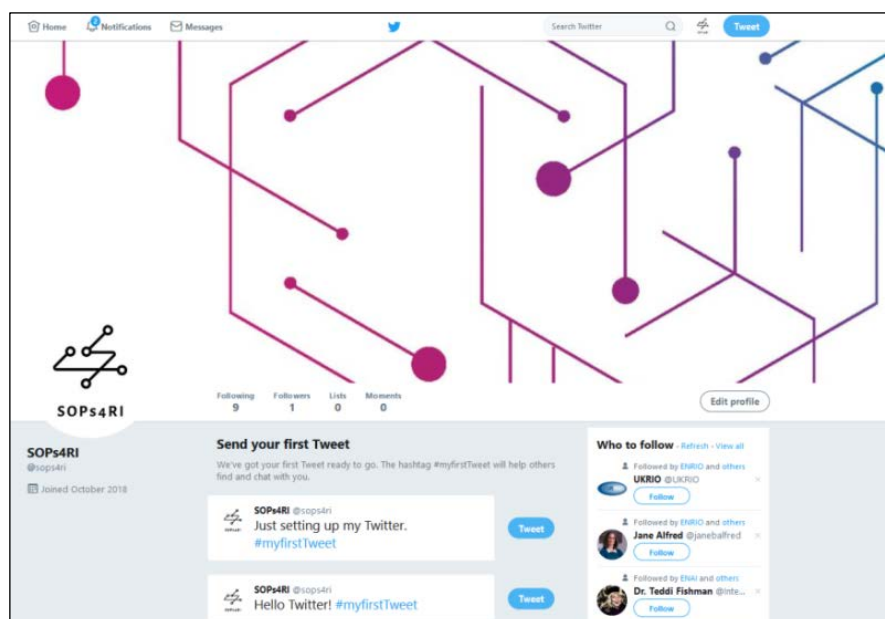 Home
2
Notifications
Messages
Search Twitter
Tweet
SOPs4RI
Following
9
Followers
1
Lists
0
Moments
0
Edit profile
SOPs4RI
@sops4ri
Joined October 2018
Send your first Tweet
We've got your first Tweet ready to go. The hashtag #myfirstTweet will help others
find and chat with you.
SOPs4RI @sops4ri
Just setting up my Twitter.
#myfirstTweet
Tweet
SOPs4RI @sops4ri
Hello Twitter! #myfirstTweet
Tweet
Who to follow · Refresh · View all
Followed by ENRIO and others
UKRIO @UKRIO
Follow
Followed by ENRIO and others
Jane Alfred @janebalfred
Follow
Followed by ENAI and others
Dr. Teddi Fishman @Inte...
Follow